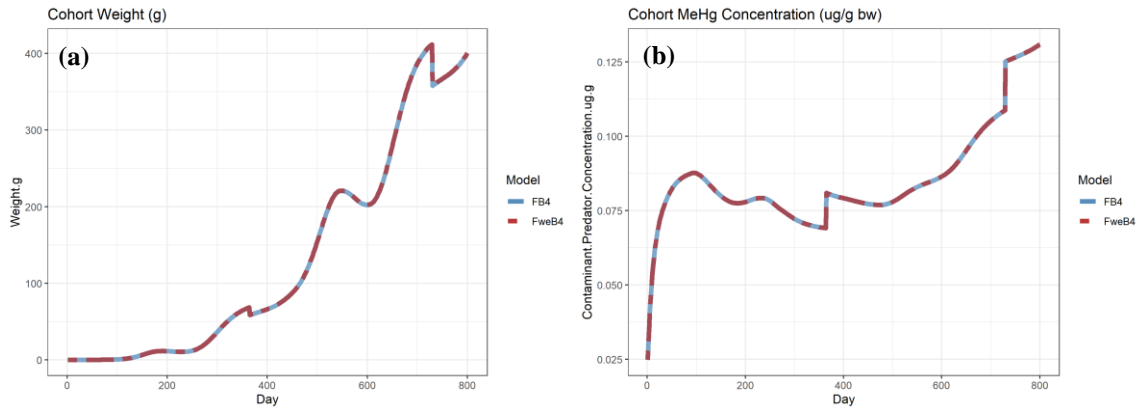 Cohort Weight (g)
(a)
Weight.g
400
300
200
100
0
0 200 400 600 800
Day
Model
FB4
FweB4
Cohort MeHg Concentration (ug/g bw)
(b)
Contaminant.Predator.Concentration.ug.g
0.125
0.100
0.075
0.050
0.025
0 200 400 600 800
Day
Model
FB4
FweB4